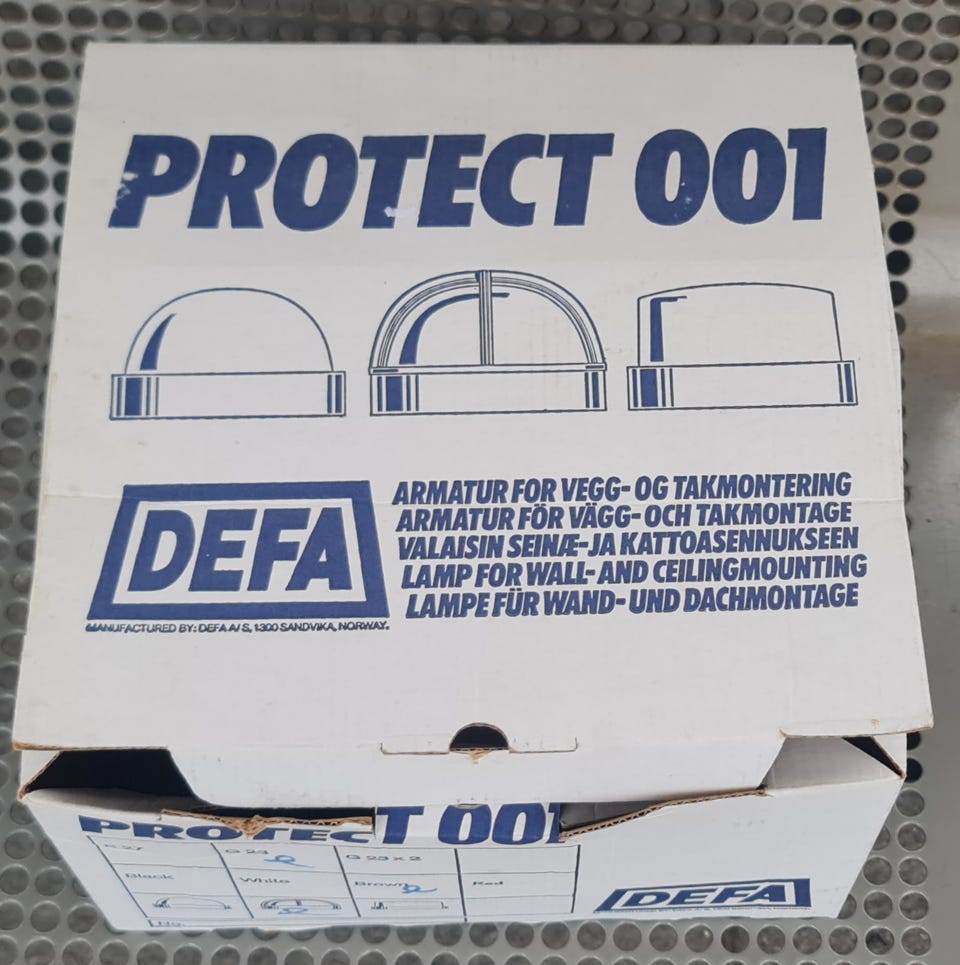 PROTECT 001
DEFA
MANUFACTURED BY: DEFA A/S, 1300 SANDVIKA, NORWAY.
ARMATUR FOR VEGG- OG TAKMONTERING
ARMATUR FÖR VÄGG- OCH TAKMONTAGE
VALAISIN SEINÆ-JA KATTOASENNUKSEEN
LAMP FOR WALL- AND CEILINGMOUNTING
LAMPE FÜR WAND- UND DACHMONTAGE
PROTECT 001
G 23 G 23 x 2
Black White Brown Red
No.
DEFA